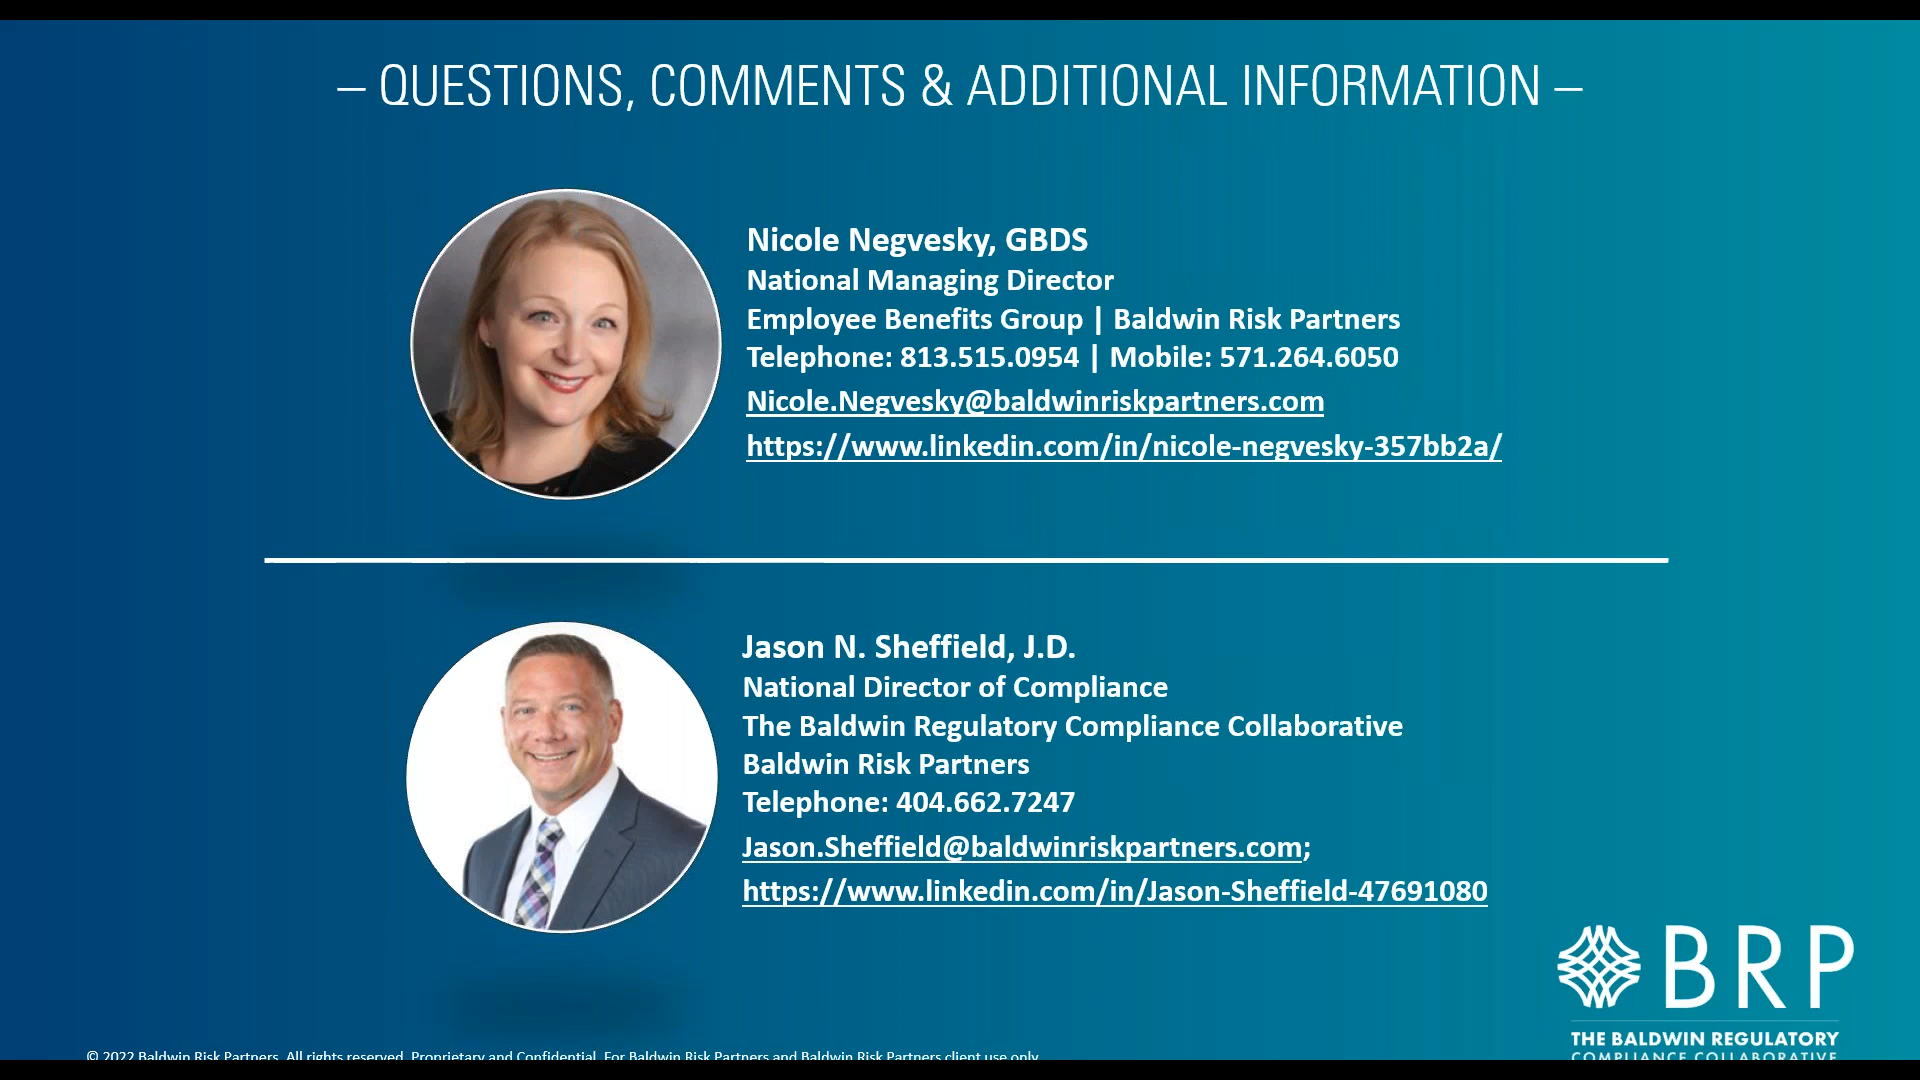 – QUESTIONS, COMMENTS & ADDITIONAL INFORMATION –
Nicole Negvesky, GBDS
National Managing Director
Employee Benefits Group | Baldwin Risk Partners
Telephone: 813.515.0954 | Mobile: 571.264.6050
Nicole.Negvesky@baldwinriskpartners.com
https://www.linkedin.com/in/nicole-negvesky-357bb2a/
Jason N. Sheffield, J.D.
National Director of Compliance
The Baldwin Regulatory Compliance Collaborative
Baldwin Risk Partners
Telephone: 404.662.7247
Jason.Sheffield@baldwinriskpartners.com;
https://www.linkedin.com/in/Jason-Sheffield-47691080
BRP
THE BALDWIN REGULATORY
COMPLIANCE COLLABORATIVE
© 2022 Baldwin Risk Partners. All rights reserved. Proprietary and Confidential. For Baldwin Risk Partners and Baldwin Risk Partners client use only.